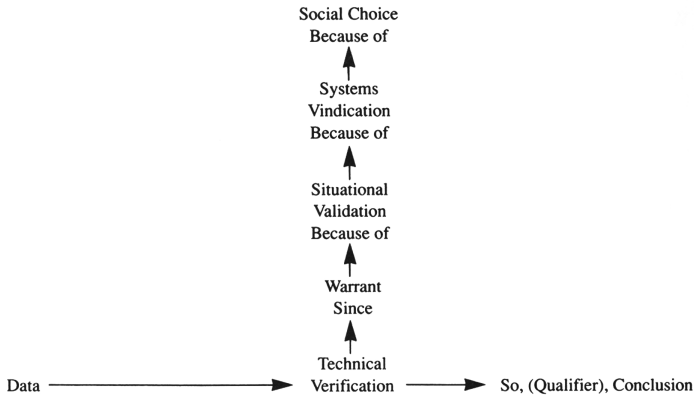 Social Choice
Because of
Systems
Vindication
Because of
Situational
Validation
Because of
Warrant
Since
Technical
Data
Verification
So, (Qualifier), Conclusion